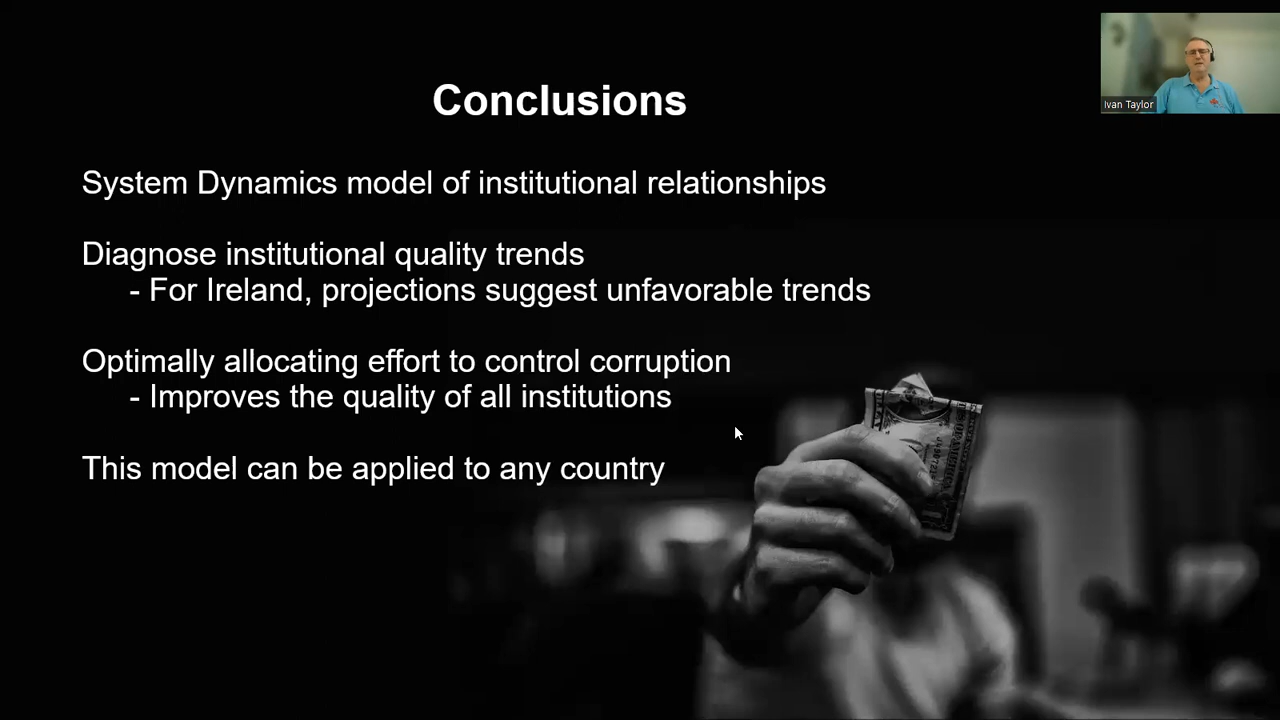 Conclusions
Ivan Taylor
System Dynamics model of institutional relationships
Diagnose institutional quality trends
- For Ireland, projections suggest unfavorable trends
Optimally allocating effort to control corruption
- Improves the quality of all institutions
This model can be applied to any country